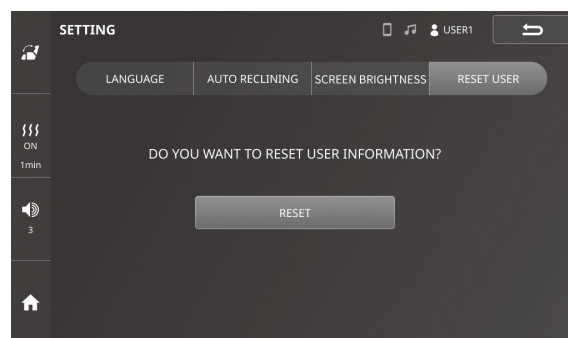 SETTING
USER1
LANGUAGE
AUTO RECLINING
SCREEN BRIGHTNESS
RESET USER
ON
1min
DO YOU WANT TO RESET USER INFORMATION?
RESET
3